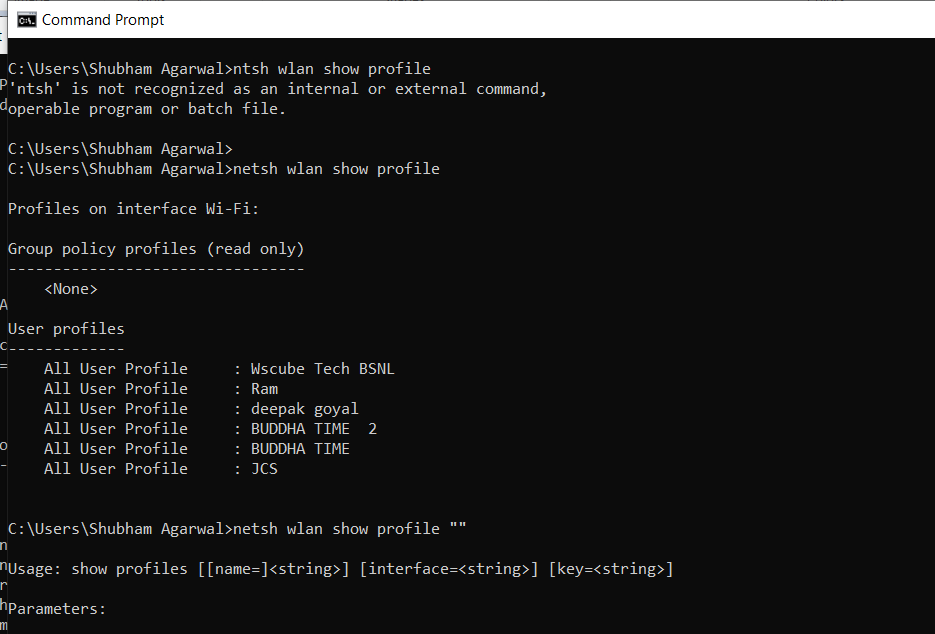 Command Prompt
C:\Users\Shubham Agarwal>ntsh wlan show profile
'ntsh' is not recognized as an internal or external command,
operable program or batch file.
C:\Users\Shubham Agarwal>
C:\Users\Shubham Agarwal>netsh wlan show profile
Profiles on interface Wi-Fi:
Group policy profiles (read only)
---------------------------------
<None>
User profiles
-------------
All User Profile     : Wscube Tech BSNL
All User Profile     : Ram
All User Profile     : deepak goyal
All User Profile     : BUDDHA TIME  2
All User Profile     : BUDDHA TIME
All User Profile     : JCS
C:\Users\Shubham Agarwal>netsh wlan show profile ""
Usage: show profiles [[name=]<string>] [interface=<string>] [key=<string>]
Parameters: